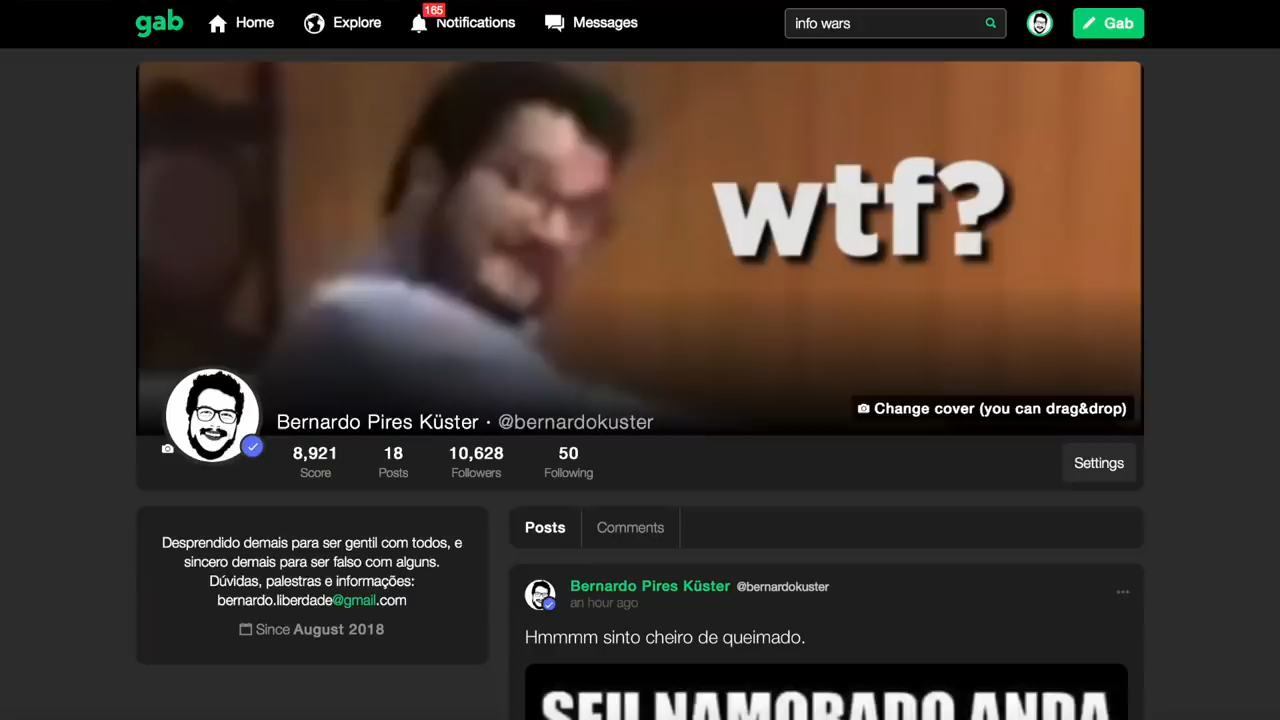 gab
Home
Explore
165
Notifications
Messages
info wars
Gab
wtf?
Change cover (you can drag&drop)
Bernardo Pires Küster · @bernardokuster
8,921
Score
18
Posts
10,628
Followers
50
Following
Settings
Desprendido demais para ser gentil com todos, e
sincero demais para ser falso com alguns.
Dúvidas, palestras e informações:
bernardo.liberdade@gmail.com
Since August 2018
Posts
Comments
Bernardo Pires Küster @bernardokuster
an hour ago
Hmmmm sinto cheiro de queimado.
SEU NAMORADO ANDA